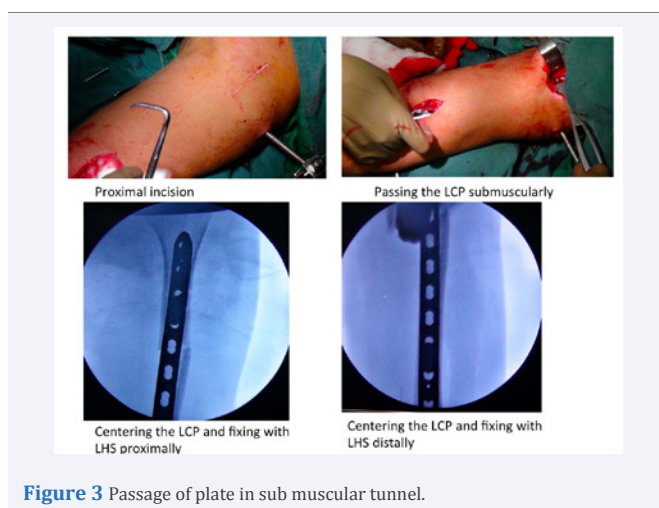 Proximal incision
Passing the LCP submuscularly
Centering the LCP and fixing with
LHS proximally
Centering the LCP and fixing with
LHS distally
Figure 3 Passage of plate in sub muscular tunnel.